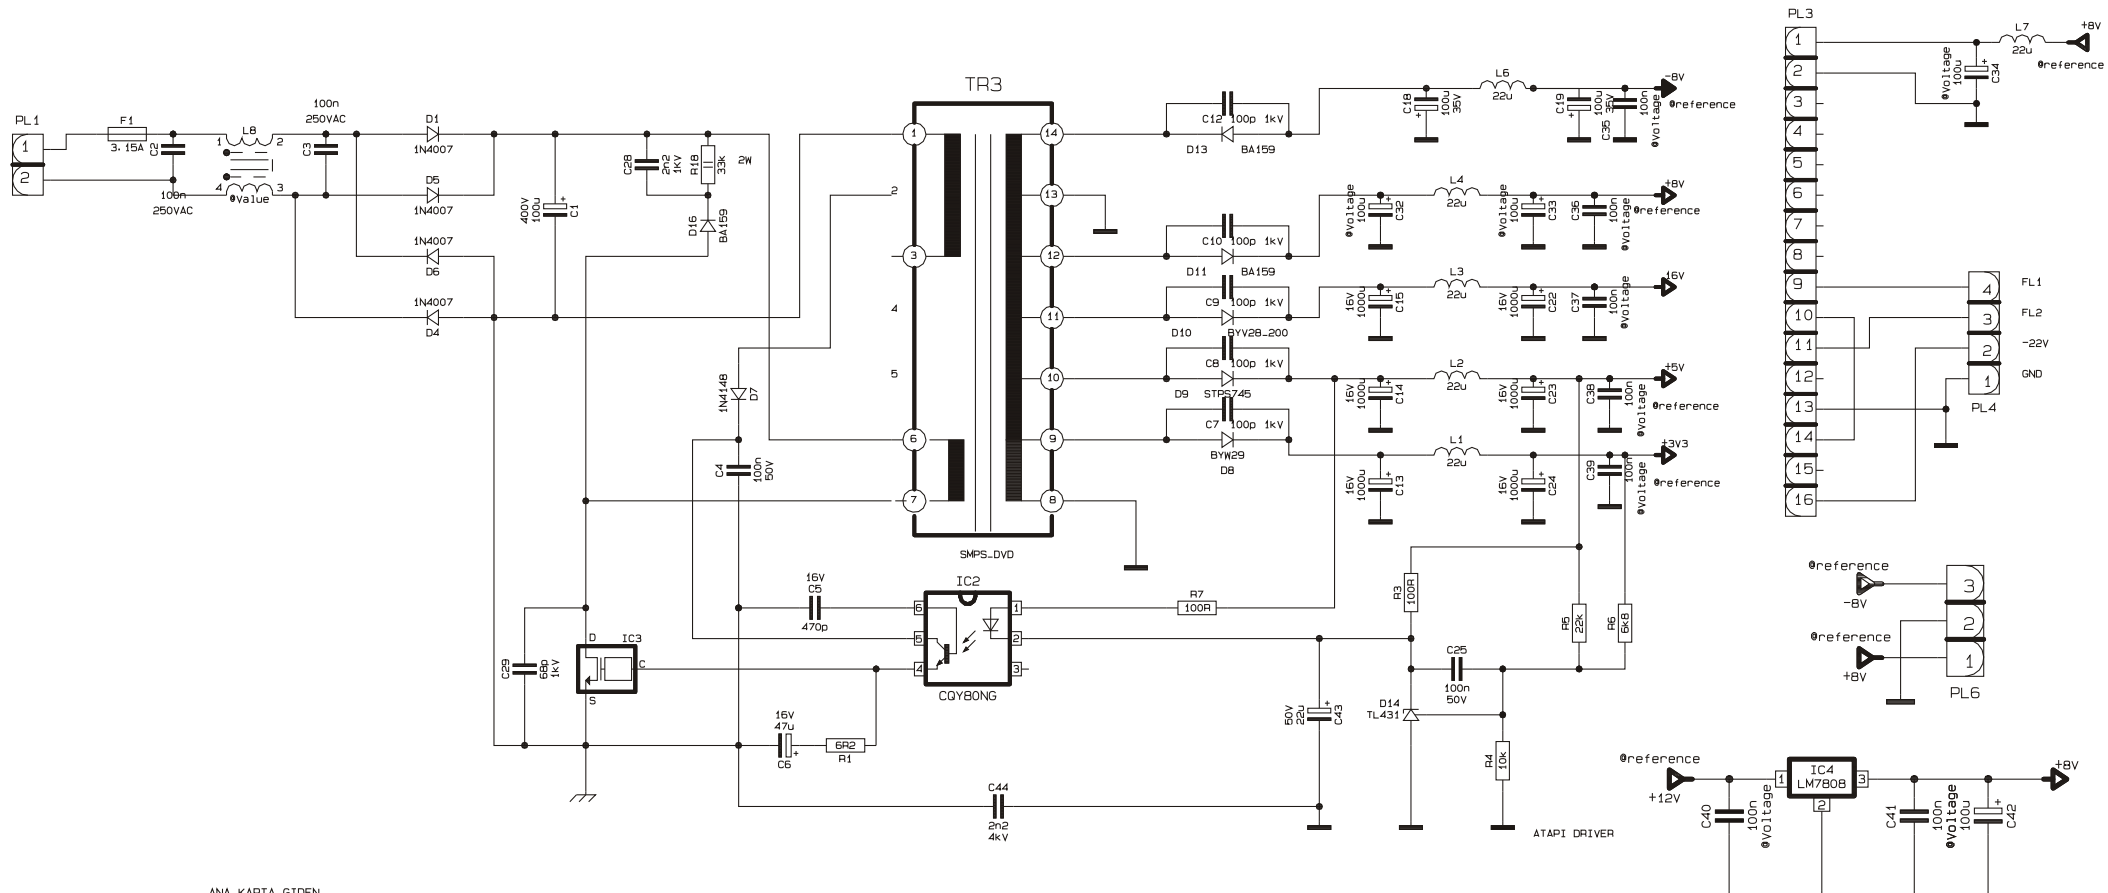 PL1
1
2
F1
3.15A
C2
100n
250VAC
1
L8
2
4
3
@Value
100n
250VAC
C3
D1
1N4007
D5
1N4007
1N4007
D6
1N4007
D4
400V
100u
C1
C28
2n2
1KV
R18
33k
2W
D16
BA159
1N4148
D7
C4
100n
50V
TR3
1
2
3
4
5
6
7
14
13
12
11
10
9
8
SMPS_DVD
C12 100p 1kV
D13
BA159
C10 100p 1kV
D11
BA159
C9 100p 1kV
D10
BYV28_200
C8 100p 1kV
D9
STPS745
C7 100p 1kV
BYW29
D8
C18
100u
35V
L6
22u
C19
100u
35V
C35
100n
@Voltage
-8V
@reference
@Voltage
100u
C32
L4
22u
@Voltage
100u
C33
C36
100n
@Voltage
+8V
@reference
16V
1000u
C15
L3
22u
16V
1000u
C22
C37
100n
@Voltage
16V
16V
1000u
C14
L2
22u
16V
1000u
C23
C38
100n
@Voltage
+5V
@reference
16V
1000u
C13
L1
22u
16V
1000u
C24
C39
100n
@Voltage
+3V3
@reference
C29
68p
1kV
D
IC3
C
S
16V
C5
470p
IC2
6
5
4
1
2
3
CQY80NG
16V
47u
C6
6R2
R1
R7
100R
R3
100R
R5
22k
R6
6k8
C25
100n
50V
D14
TL431
R4
10k
50V
22u
C43
C44
2n2
4kV
ATAPI DRIVER
PL3
1
2
3
4
5
6
7
8
9
10
11
12
13
14
15
16
@Voltage
100u
C34
L7
22u
+8V
@reference
4
FL1
3
FL2
2
-22V
1
GND
PL4
@reference
-8V
@reference
+8V
3
2
1
PL6
@reference
+12V
C40
100n
@Voltage
1
IC4
LM7808
3
2
C41
100n
@Voltage
100u
C42
+8V
ANA KARTA GIDEN